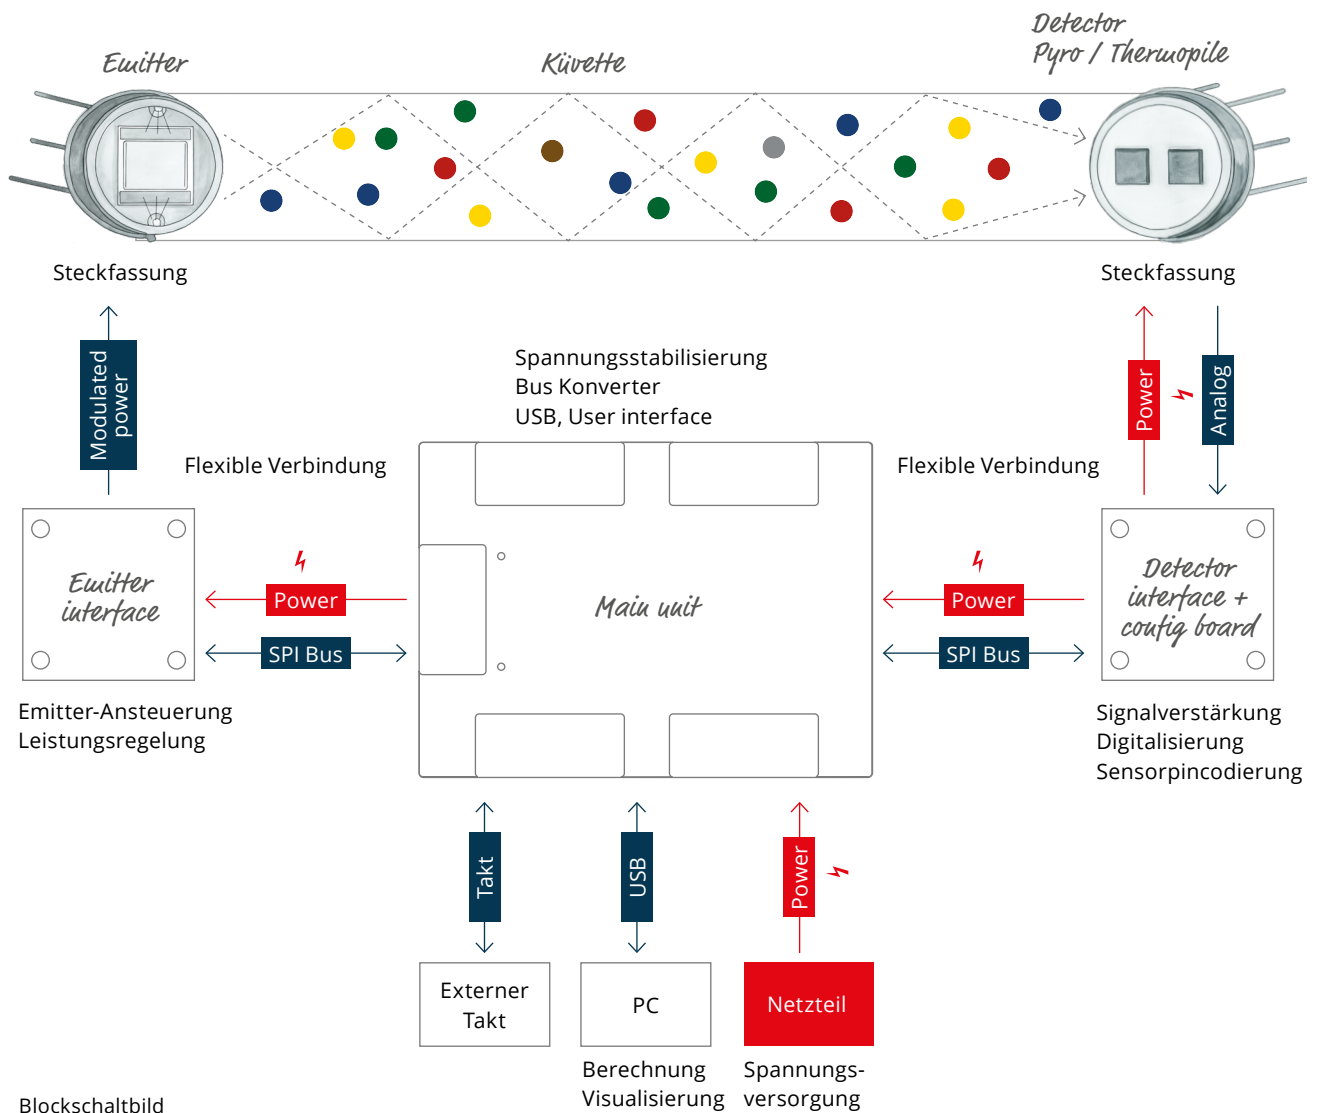 Emitter
Küvette
Detector
Pyro / Thermopile
Steckfassung
Steckfassung
Modulated
power
Power
Analog
Spannungsstabilisierung
Bus Konverter
USB, User interface
Flexible Verbindung
Flexible Verbindung
Emitter
interface
Power
SPI Bus
Main unit
Power
SPI Bus
Detector
interface +
config board
Emitter-Ansteuerung
Leistungsregelung
Signalverstärkung
Digitalisierung
Sensorpincodierung
Takt
USB
Power
Externer
Takt
PC
Netzteil
Berechnung
Visualisierung
Spannungs-
versorgung
Blockschaltbild